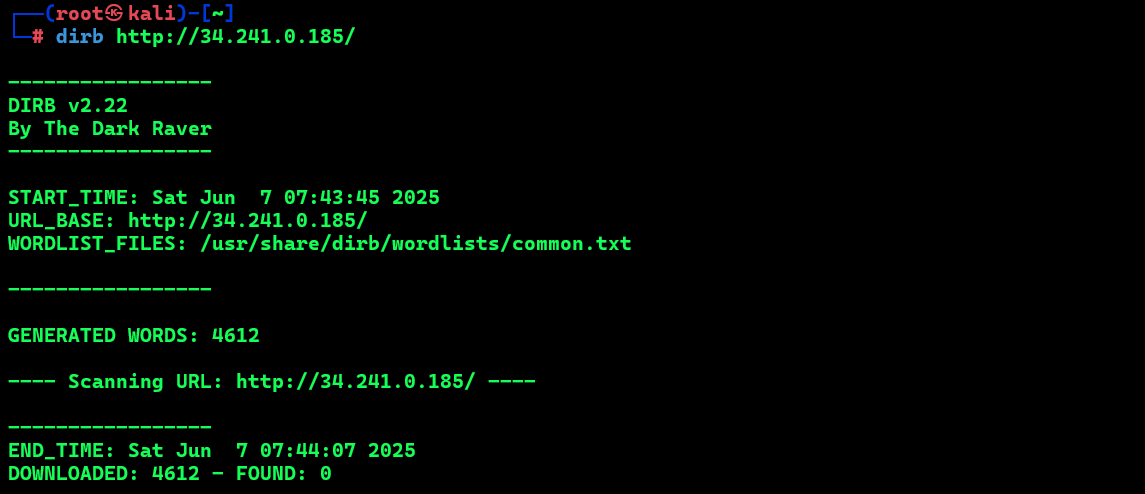 ┌──(root㉿kali)-[~]
└─# dirb http://34.241.0.185/
-----------------
DIRB v2.22
By The Dark Raver
-----------------
START_TIME: Sat Jun  7 07:43:45 2025
URL_BASE: http://34.241.0.185/
WORDLIST_FILES: /usr/share/dirb/wordlists/common.txt
-----------------
GENERATED WORDS: 4612
---- Scanning URL: http://34.241.0.185/ ----
-----------------
END_TIME: Sat Jun  7 07:44:07 2025
DOWNLOADED: 4612 - FOUND: 0